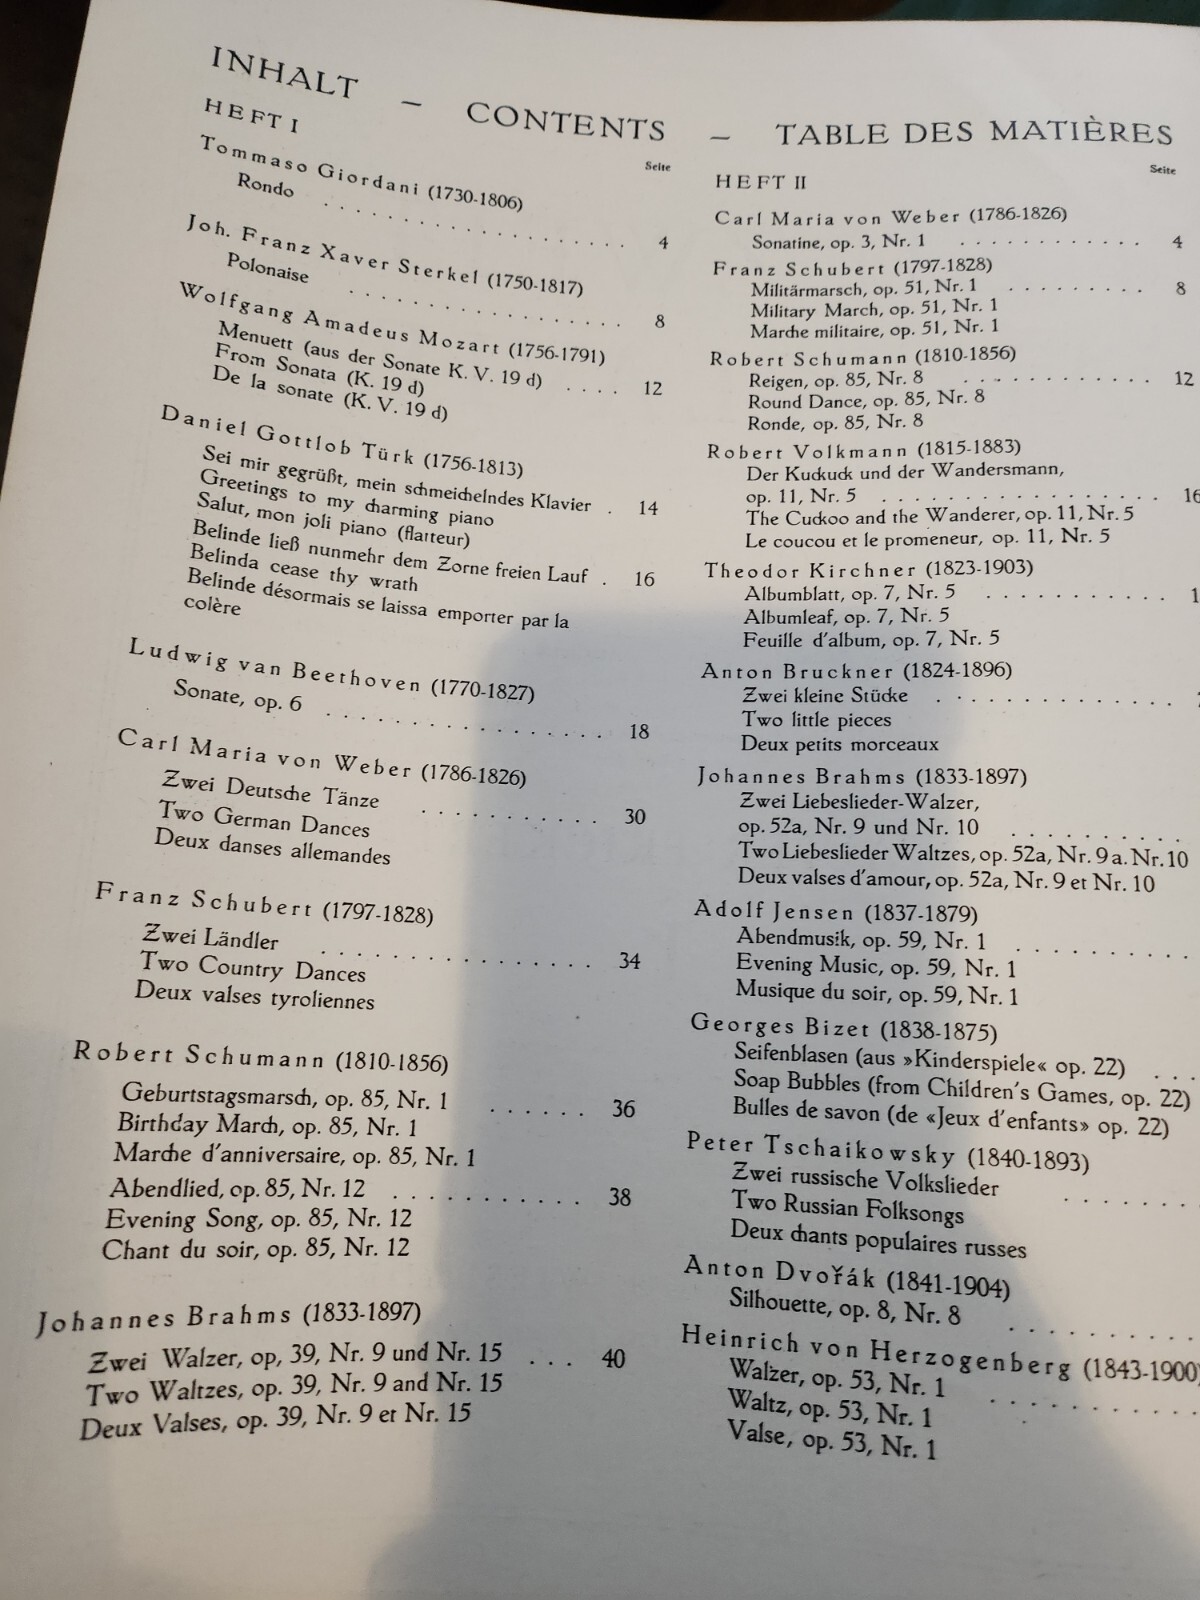 INHALT – CONTENTS – TABLE DES MATIÈRES
HEFT I
Seite
Tommaso Giordani (1730-1806)
Rondo . . . . . . . . . . . . . . . . . . 4
Joh. Franz Xaver Sterkel (1750-1817)
Polonaise . . . . . . . . . . . . . . . . 8
Wolfgang Amadeus Mozart (1756-1791)
Menuett (aus der Sonate K. V. 19 d) . . . . 12
From Sonata (K. 19 d)
De la sonate (K. V. 19 d)
Daniel Gottlob Türk (1756-1813)
Sei mir gegrüßt, mein schmeichelndes Klavier . 14
Greetings to my charming piano
Salut, mon joli piano (flatteur)
Belinde ließ nunmehr dem Zorne freien Lauf . 16
Belinda cease thy wrath
Belinde désormais se laissa emporter par la
colère
Ludwig van Beethoven (1770-1827)
Sonate, op. 6 . . . . . . . . . . . . . . . . 18
Carl Maria von Weber (1786-1826)
Zwei Deutsche Tänze . . . . . . . . . . 30
Two German Dances
Deux danses allemandes
Franz Schubert (1797-1828)
Zwei Ländler . . . . . . . . . . . . . . . . 34
Two Country Dances
Deux valses tyroliennes
Robert Schumann (1810-1856)
Geburtstagsmarsch, op. 85, Nr. 1 . . . . . . 36
Birthday March, op. 85, Nr. 1
Marche d'anniversaire, op. 85, Nr. 1
Abendlied, op. 85, Nr. 12 . . . . . . . . . . . 38
Evening Song, op. 85, Nr. 12
Chant du soir, op. 85, Nr. 12
Johannes Brahms (1833-1897)
Zwei Walzer, op, 39, Nr. 9 und Nr. 15 . . . 40
Two Waltzes, op. 39, Nr. 9 and Nr. 15
Deux Valses, op. 39, Nr. 9 et Nr. 15
Seite
HEFT II
Carl Maria von Weber (1786-1826)
Sonatine, op. 3, Nr. 1 . . . . . . . . . . . . 4
Franz Schubert (1797-1828)
Militärmarsch, op. 51, Nr. 1 . . . . . . . . . 8
Military March, op. 51, Nr. 1
Marche militaire, op. 51, Nr. 1
Robert Schumann (1810-1856)
Reigen, op. 85, Nr. 8 . . . . . . . . . . . . 12
Round Dance, op. 85, Nr. 8
Ronde, op. 85, Nr. 8
Robert Volkmann (1815-1883)
Der Kuckuck und der Wandersmann,
op. 11, Nr. 5 . . . . . . . . . . . . . . . . . 16
The Cuckoo and the Wanderer, op. 11, Nr. 5
Le coucou et le promeneur, op. 11, Nr. 5
Theodor Kirchner (1823-1903)
Albumblatt, op. 7, Nr. 5 . . . . . . . . . . .
Albumleaf, op. 7, Nr. 5
Feuille d'album, op. 7, Nr. 5
Anton Bruckner (1824-1896)
Zwei kleine Stücke . . . . . . . . . . . . .
Two little pieces
Deux petits morceaux
Johannes Brahms (1833-1897)
Zwei Liebeslieder-Walzer,
op. 52a, Nr. 9 und Nr. 10 . . . . . . . . .
Two Liebeslieder Waltzes, op. 52a, Nr. 9 a. Nr. 10
Deux valses d'amour, op. 52a, Nr. 9 et Nr. 10
Adolf Jensen (1837-1879)
Abendmusik, op. 59, Nr. 1 . . . . . . . . .
Evening Music, op. 59, Nr. 1
Musique du soir, op. 59, Nr. 1
Georges Bizet (1838-1875)
Seifenblasen (aus »Kinderspiele« op. 22) . . .
Soap Bubbles (from Children's Games, op. 22)
Bulles de savon (de «Jeux d'enfants» op. 22)
Peter Tschaikowsky (1840-1893)
Zwei russische Volkslieder . . . . . . .
Two Russian Folksongs
Deux chants populaires russes
Anton Dvořák (1841-1904)
Silhouette, op. 8, Nr. 8 . . . . . . . . . .
Heinrich von Herzogenberg (1843-1900)
Walzer, op. 53, Nr. 1 . . . . . . . . . . .
Waltz, op. 53, Nr. 1
Valse, op. 53, Nr. 1